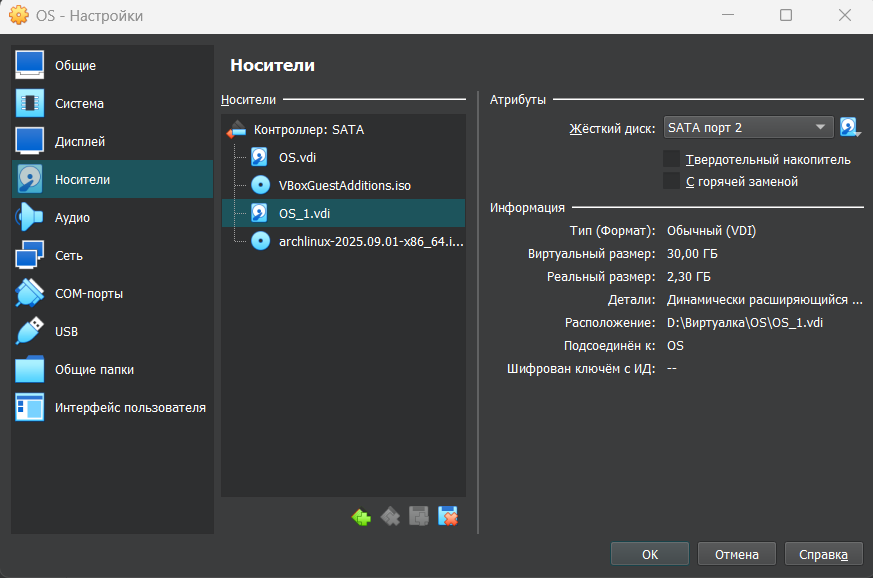 OS - Настройки
Общие
Система
Дисплей
Носители
Аудио
Сеть
COM-порты
USB
Общие папки
Интерфейс пользователя
Носители
Носители
Контроллер: SATA
OS.vdi
VBoxGuestAdditions.iso
OS_1.vdi
archlinux-2025.09.01-x86_64.i...
Атрибуты
Жёсткий диск: SATA порт 2
Твердотельный накопитель
С горячей заменой
Информация
Тип (Формат): Обычный (VDI)
Виртуальный размер: 30,00 ГБ
Реальный размер: 2,30 ГБ
Детали: Динамически расширяющийся ...
Расположение: D:\Виртуалка\OS\OS_1.vdi
Подсоединён к: OS
Шифрован ключём с ИД: --
OK Отмена Справка